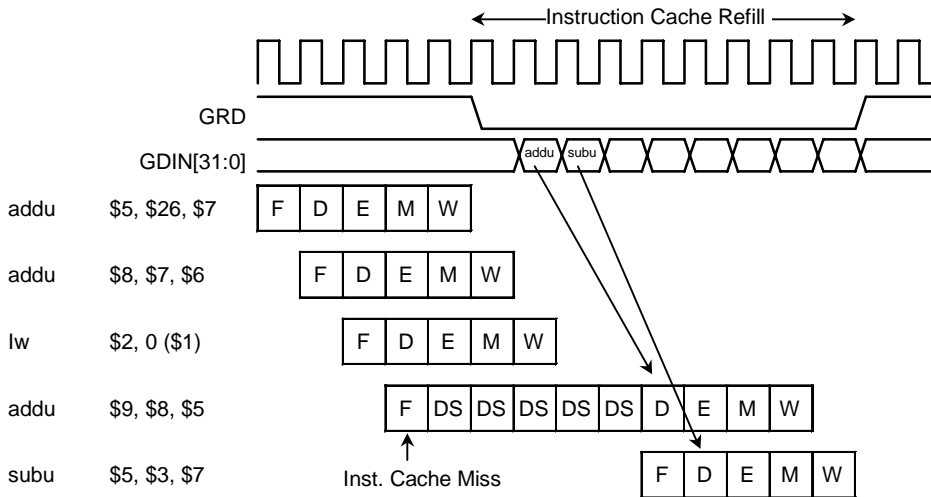 Instruction Cache Refill
GRD
GDIN[31:0]
addu subu
addu $5, $26, $7 F D E M W
addu $8, $7, $6 F D E M W
lw $2, 0 ($1) F D E M W
addu $9, $8, $5 F DS DS DS DS DS D E M W
Inst. Cache Miss
subu $5, $3, $7 F D E M W